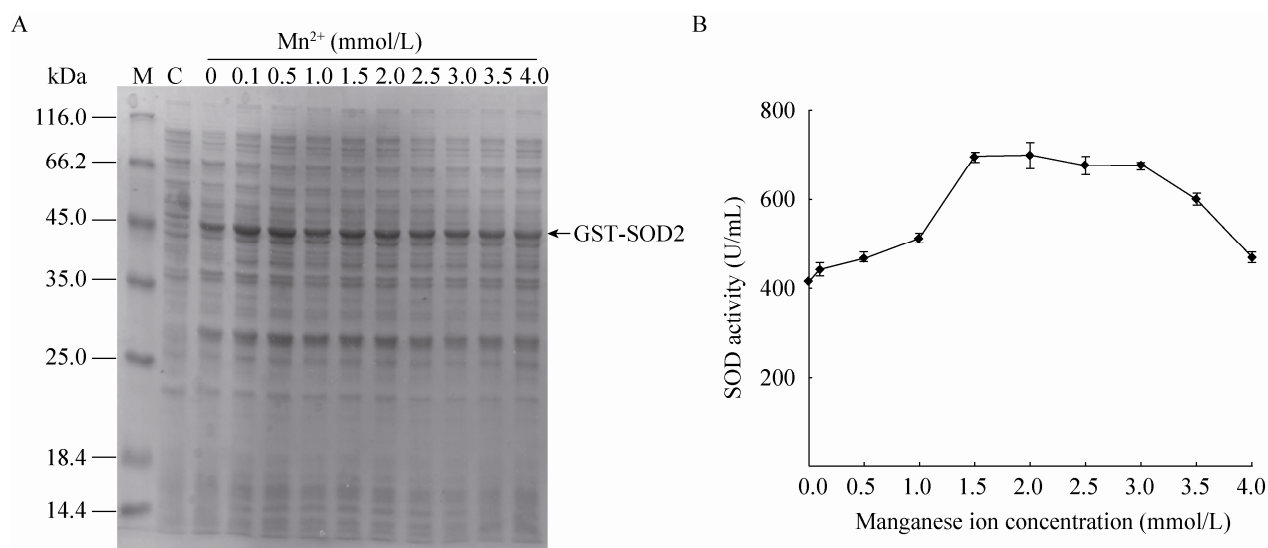 A
Mn²⁺ (mmol/L)
kDa M C 0 0.1 0.5 1.0 1.5 2.0 2.5 3.0 3.5 4.0
116.0
66.2
45.0
GST-SOD2
35.0
25.0
18.4
14.4
B
800
600
400
200
SOD activity (U/mL)
0.0 0.5 1.0 1.5 2.0 2.5 3.0 3.5 4.0
Manganese ion concentration (mmol/L)